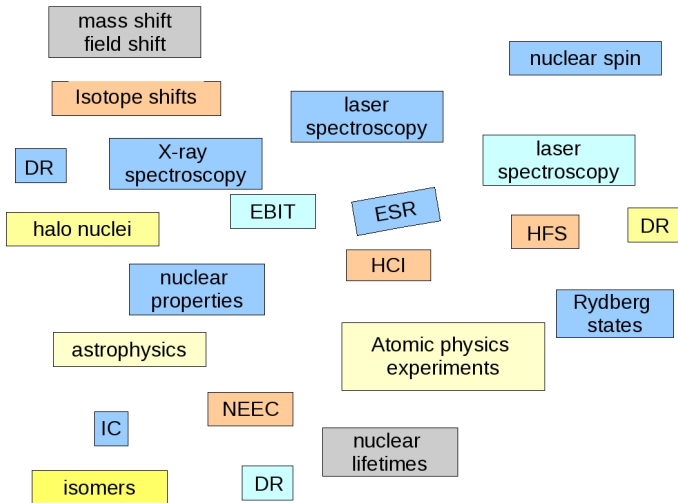 mass shift
field shift
nuclear spin
Isotope shifts
laser
spectroscopy
DR
X-ray
spectroscopy
laser
spectroscopy
EBIT
ESR
halo nuclei
HFS
DR
HCI
nuclear
properties
Rydberg
states
astrophysics
Atomic physics
experiments
NEEC
IC
nuclear
lifetimes
isomers
DR